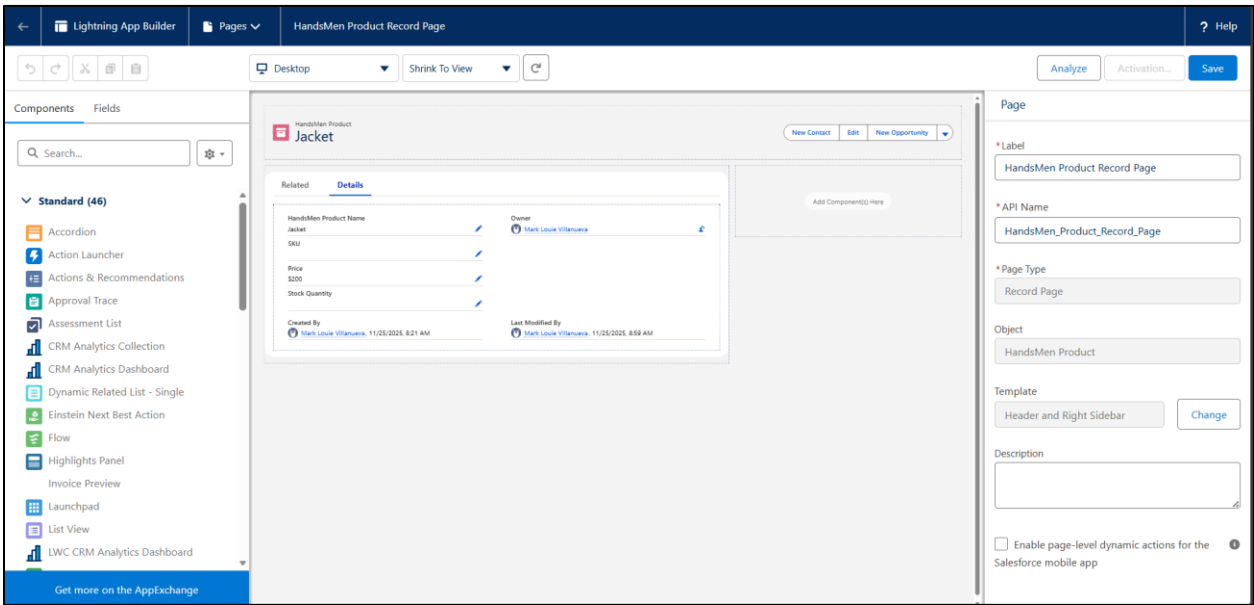 Lightning App Builder
Pages
HandsMen Product Record Page
? Help
Desktop
Shrink To View
Analyze
Activation...
Save
Components
Fields
Search...
Standard (46)
Accordion
Action Launcher
Actions & Recommendations
Approval Trace
Assessment List
CRM Analytics Collection
CRM Analytics Dashboard
Dynamic Related List - Single
Einstein Next Best Action
Flow
Highlights Panel
Invoice Preview
Launchpad
List View
LWC CRM Analytics Dashboard
Get more on the AppExchange
HandsMen Product
Jacket
New Contact
Edit
New Opportunity
Related
Details
HandsMen Product Name
Jacket
Owner
Mark Louie Villanueva
SKU
Price
$200
Stock Quantity
Created By
Mark Louie Villanueva, 11/25/2025, 8:21 AM
Last Modified By
Mark Louie Villanueva, 11/25/2025, 8:59 AM
Add Component(s) Here
Page
*Label
HandsMen Product Record Page
*API Name
HandsMen_Product_Record_Page
*Page Type
Record Page
Object
HandsMen Product
Template
Header and Right Sidebar
Change
Description
Enable page-level dynamic actions for the
Salesforce mobile app